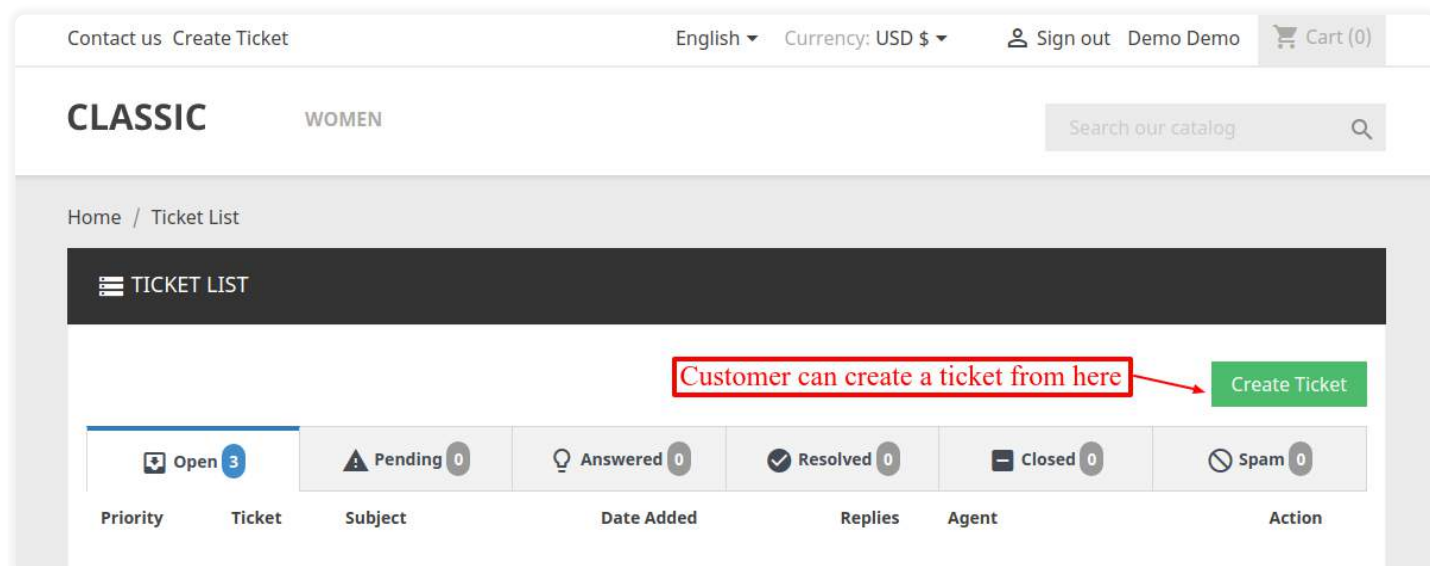 Contact us Create Ticket English Currency: USD $ Sign out Demo Demo Cart (0)
CLASSIC WOMEN Search our catalog
Home / Ticket List
TICKET LIST
Customer can create a ticket from here Create Ticket
Open 3 Pending 0 Answered 0 Resolved 0 Closed 0 Spam 0
Priority Ticket Subject Date Added Replies Agent Action